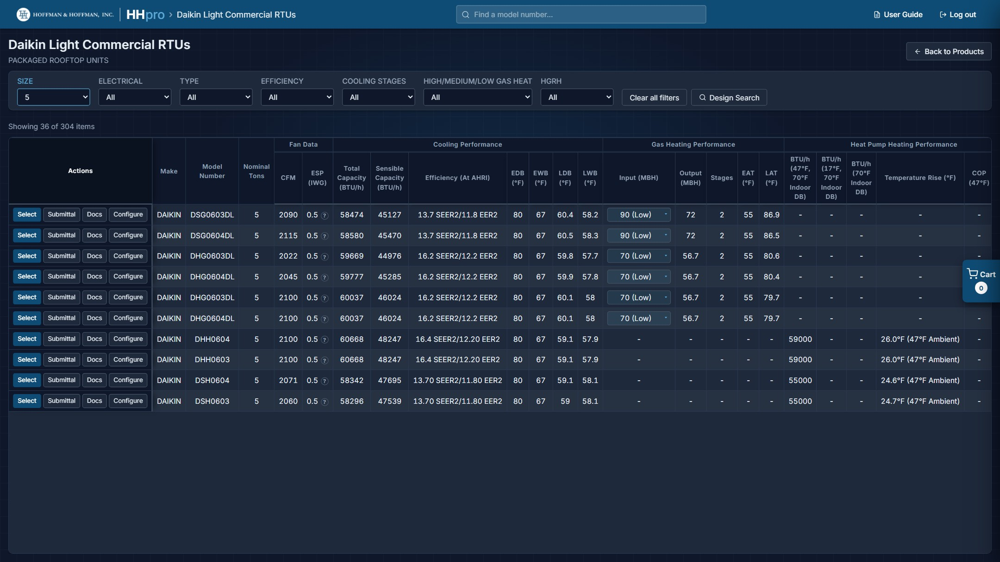 HOFFMAN & HOFFMAN, INC. HHpro › Daikin Light Commercial RTUs Find a model number... User Guide Log out
Daikin Light Commercial RTUs
PACKAGED ROOFTOP UNITS
Back to Products
SIZE ELECTRICAL TYPE EFFICIENCY COOLING STAGES HIGH/MEDIUM/LOW GAS HEAT HGRH
5 All All All All All All Clear all filters Design Search
Showing 36 of 304 items
Fan Data Cooling Performance Gas Heating Performance Heat Pump Heating Performance
Actions Make Model Number Nominal Tons CFM ESP (IWG) Total Capacity (BTU/h) Sensible Capacity (BTU/h) Efficiency (At AHRI) EDB (°F) EWB (°F) LDB (°F) LWB (°F) Input (MBH) Output (MBH) Stages EAT (°F) LAT (°F) BTU/h (47°F, 70°F Indoor DB) BTU/h (17°F, 70°F Indoor DB) BTU/h (70°F Indoor DB) Temperature Rise (°F) COP (47°F)
Select Submittal Docs Configure DAIKIN DSG0603DL 5 2090 0.5 ? 58474 45127 13.7 SEER2/11.8 EER2 80 67 60.4 58.2 90 (Low) 72 2 55 86.9 - - - - -
Select Submittal Docs Configure DAIKIN DSG0604DL 5 2115 0.5 ? 58580 45470 13.7 SEER2/11.8 EER2 80 67 60.5 58.3 90 (Low) 72 2 55 86.5 - - - - -
Select Submittal Docs Configure DAIKIN DHG0603DL 5 2022 0.5 ? 59669 44976 16.2 SEER2/12.2 EER2 80 67 59.8 57.7 70 (Low) 56.7 2 55 80.6 - - - - -
Select Submittal Docs Configure DAIKIN DHG0604DL 5 2045 0.5 ? 59777 45285 16.2 SEER2/12.2 EER2 80 67 59.9 57.8 70 (Low) 56.7 2 55 80.4 - - - -
Cart
0
Select Submittal Docs Configure DAIKIN DHG0603DL 5 2100 0.5 ? 60037 46024 16.2 SEER2/12.2 EER2 80 67 60.1 58 70 (Low) 56.7 2 55 79.7 - - - -
Select Submittal Docs Configure DAIKIN DHG0604DL 5 2100 0.5 ? 60037 46024 16.2 SEER2/12.2 EER2 80 67 60.1 58 70 (Low) 56.7 2 55 79.7 - - - - -
Select Submittal Docs Configure DAIKIN DHH0604 5 2100 0.5 ? 60668 48247 16.4 SEER2/12.20 EER2 80 67 59.1 57.9 - - - - - 59000 - - 26.0°F (47°F Ambient) -
Select Submittal Docs Configure DAIKIN DHH0603 5 2100 0.5 ? 60668 48247 16.4 SEER2/12.20 EER2 80 67 59.1 57.9 - - - - - 59000 - - 26.0°F (47°F Ambient) -
Select Submittal Docs Configure DAIKIN DSH0604 5 2071 0.5 ? 58342 47695 13.70 SEER2/11.80 EER2 80 67 59.1 58.1 - - - - - 55000 - - 24.6°F (47°F Ambient) -
Select Submittal Docs Configure DAIKIN DSH0603 5 2060 0.5 ? 58296 47539 13.70 SEER2/11.80 EER2 80 67 59 58.1 - - - - - 55000 - - 24.7°F (47°F Ambient) -